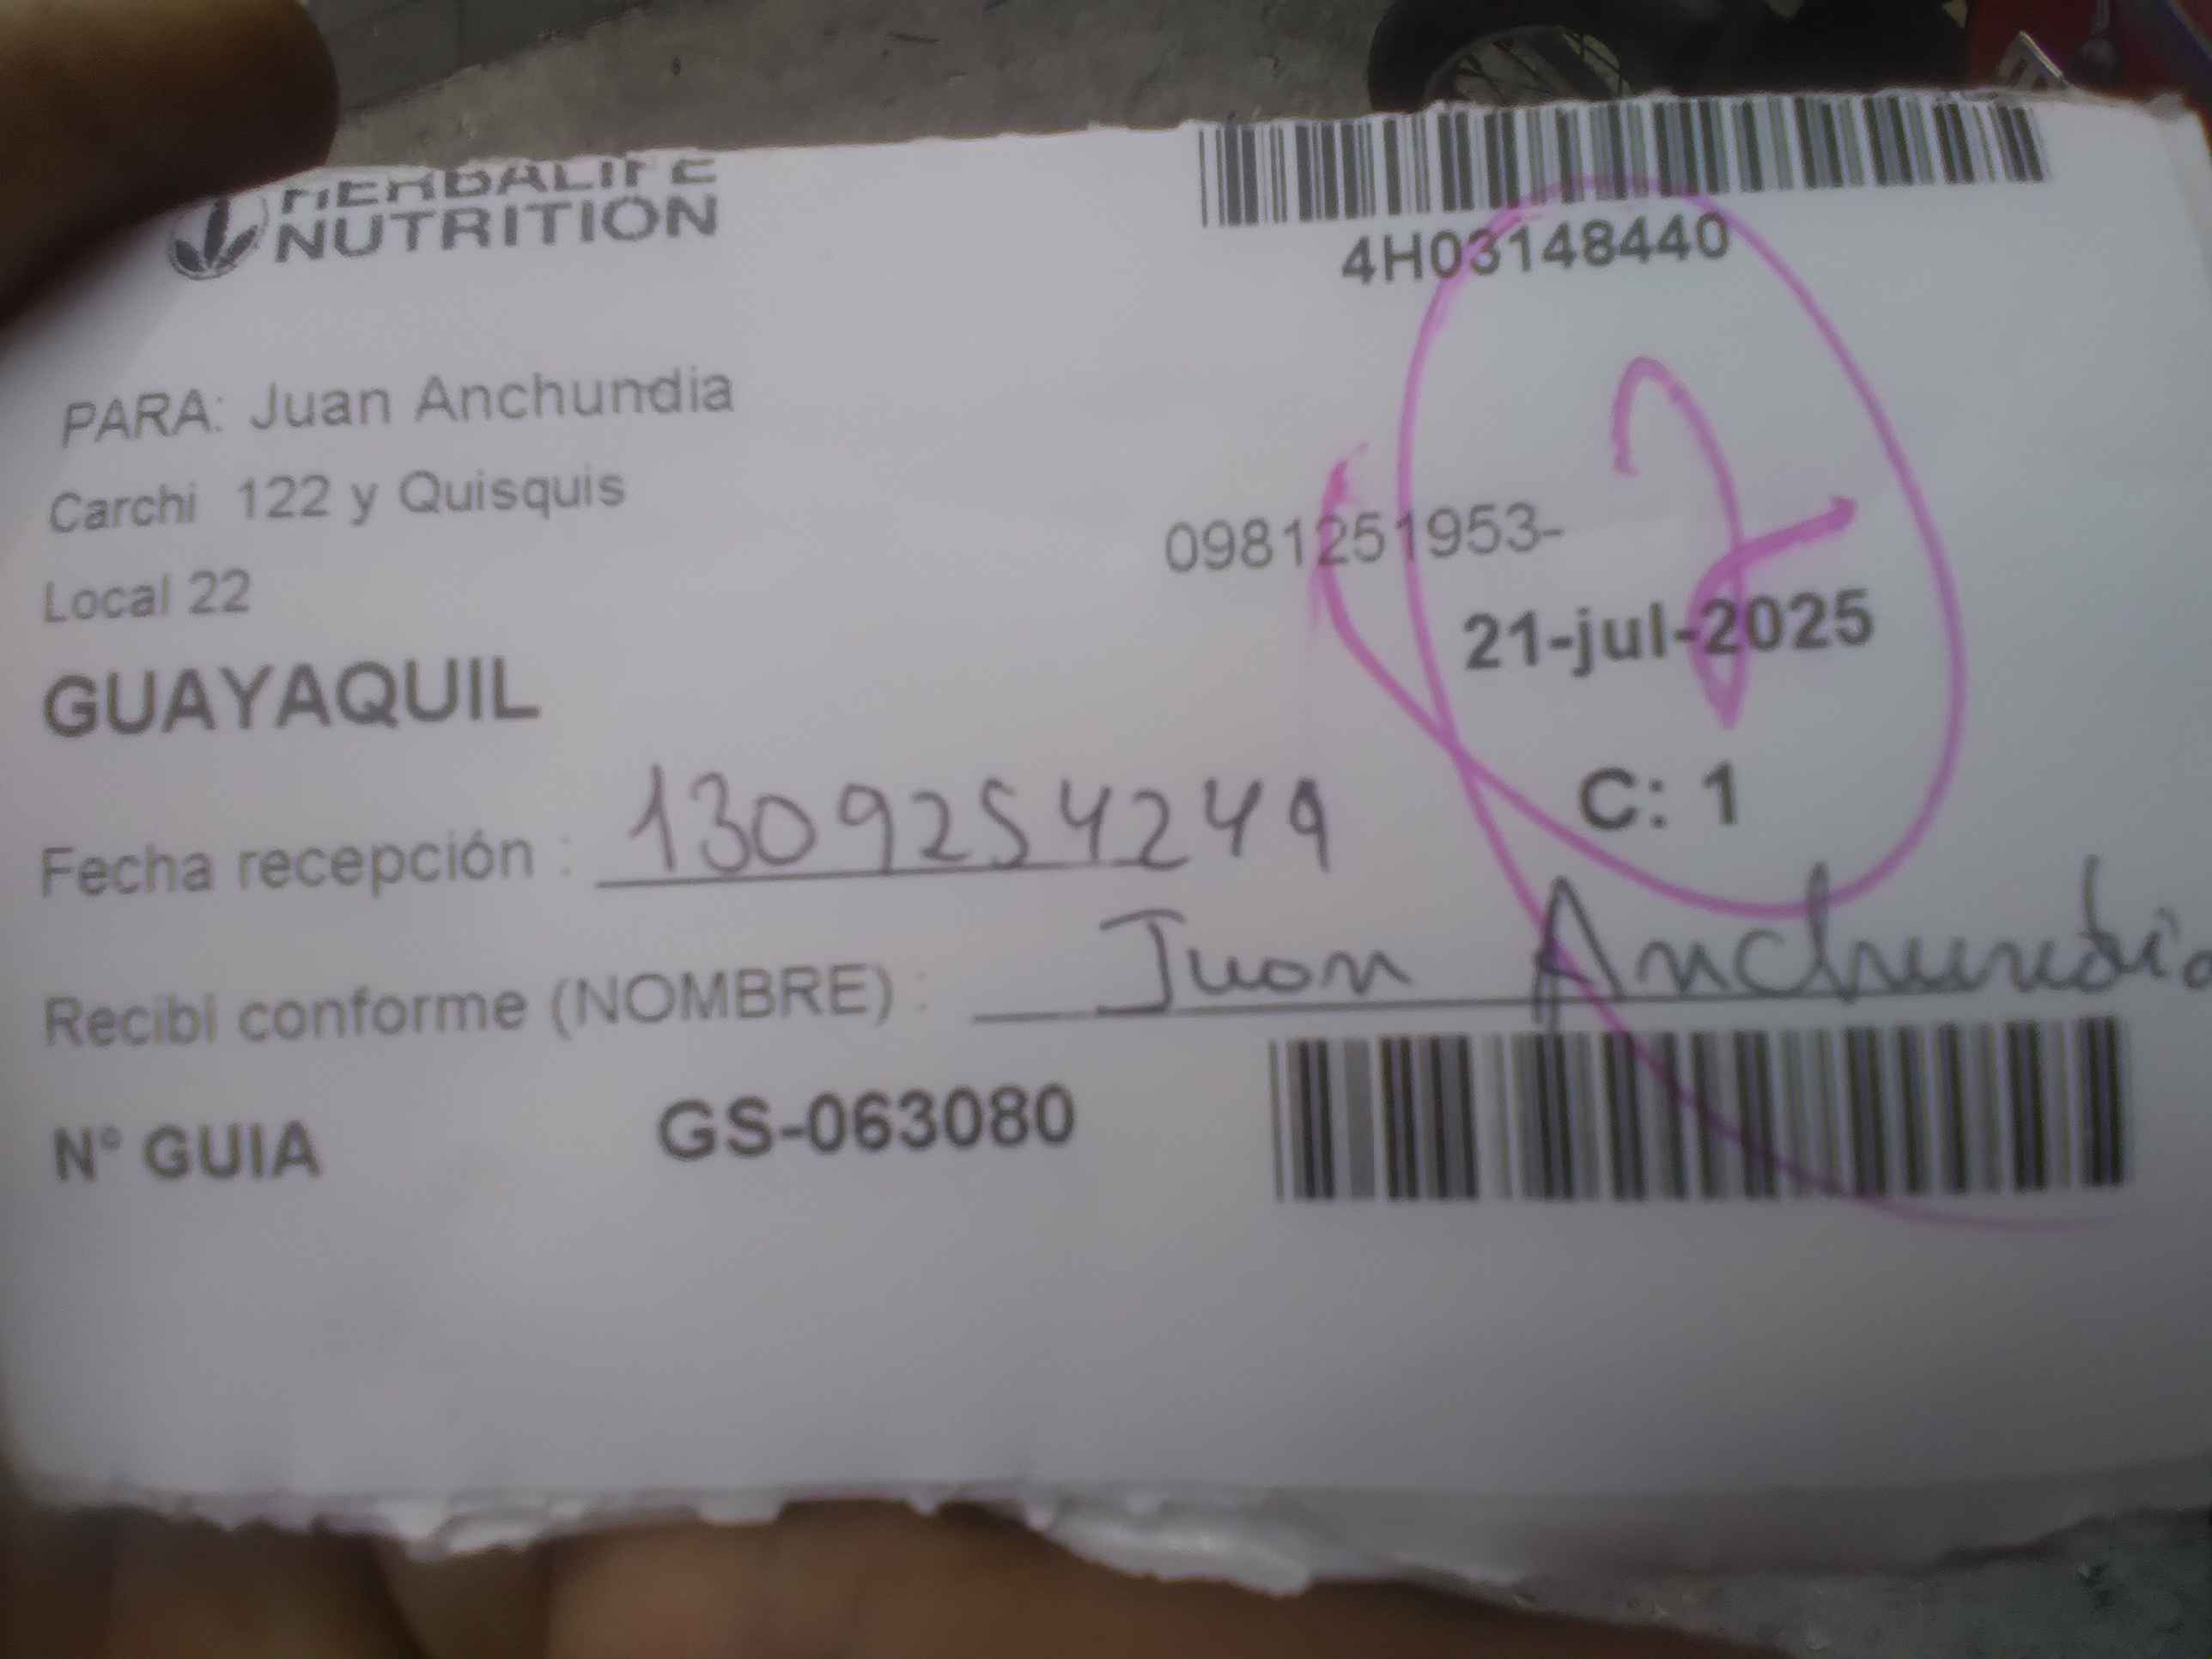 HERBALIFE
NUTRITION
4H03148440
PARA: Juan Anchundia
Carchi 122 y Quisquis
0981251953-
Local 22
21-jul-2025
GUAYAQUIL
C: 1
Fecha recepción : 1309254249
Recibi conforme (NOMBRE) : Juan Anchundia
N° GUIA GS-063080